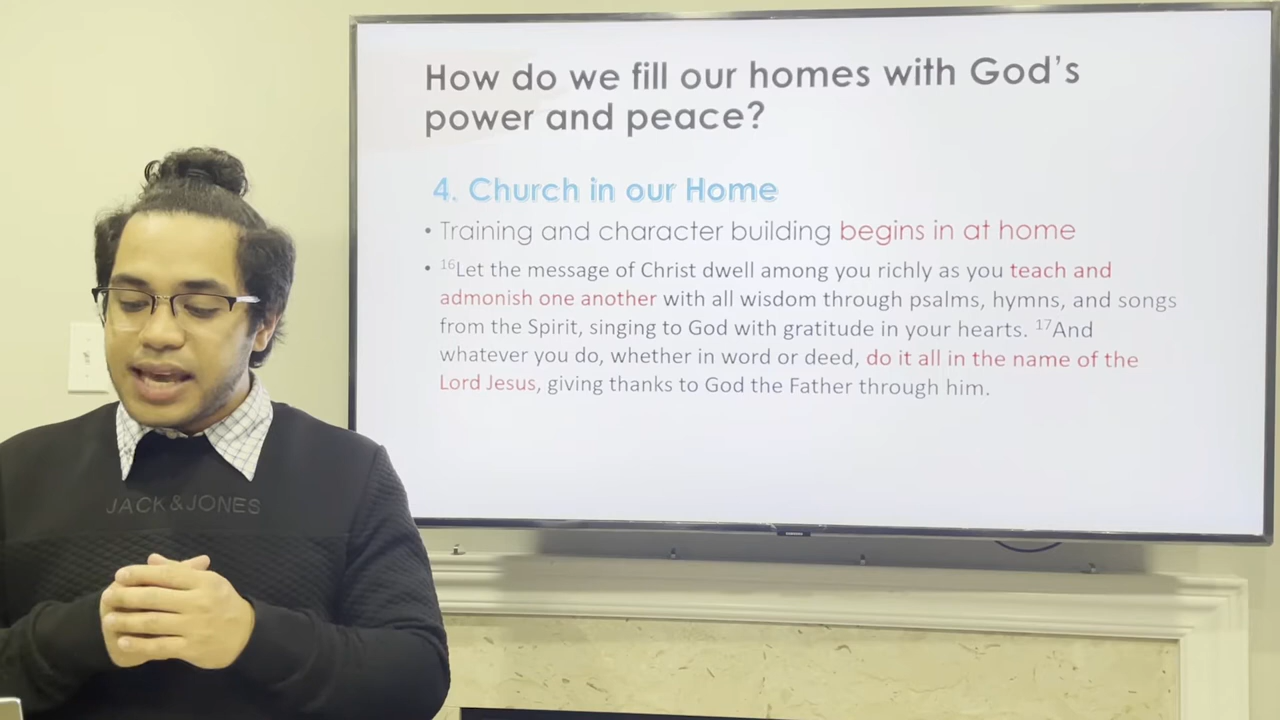 How do we fill our homes with God's
power and peace?
4. Church in our Home
• Training and character building begins in at home
• ¹⁶Let the message of Christ dwell among you richly as you teach and
admonish one another with all wisdom through psalms, hymns, and songs
from the Spirit, singing to God with gratitude in your hearts. ¹⁷And
whatever you do, whether in word or deed, do it all in the name of the
Lord Jesus, giving thanks to God the Father through him.
JACK&JONES
SAMSUNG